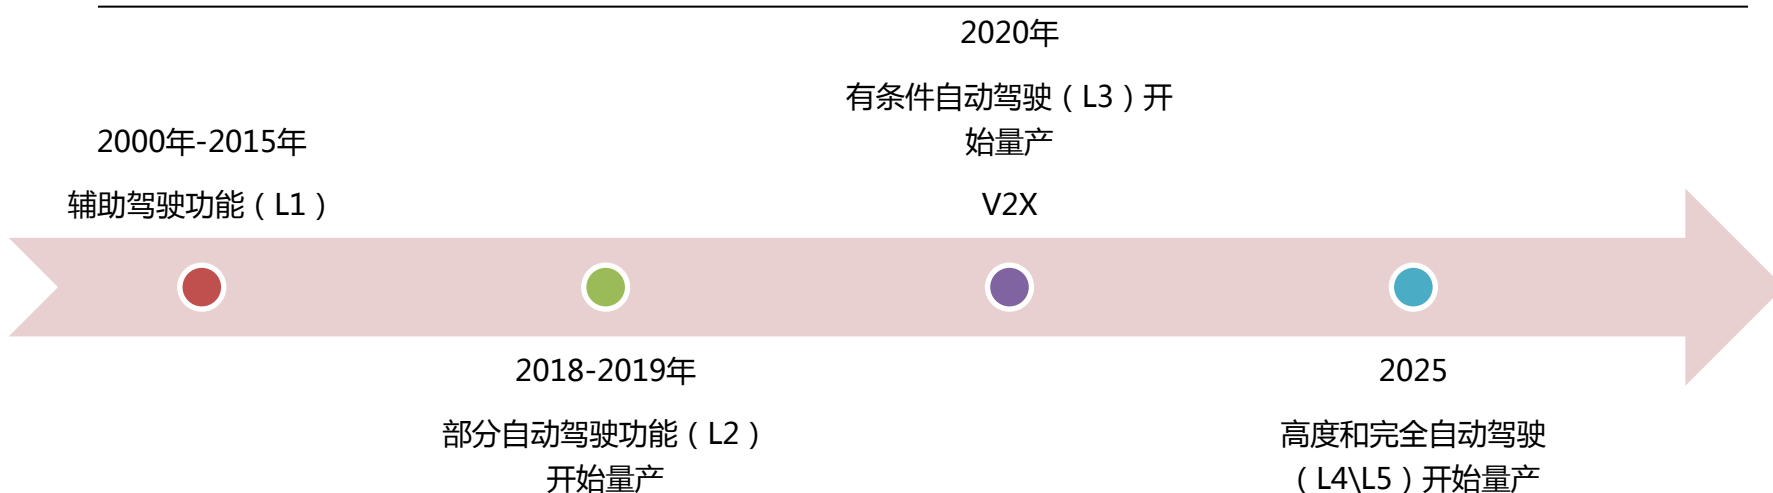 2000年-2015年
辅助驾驶功能（L1）
2018-2019年
部分自动驾驶功能（L2）
开始量产
2020年
有条件自动驾驶（L3）开
始量产
V2X
2025
高度和完全自动驾驶
（L4\L5）开始量产